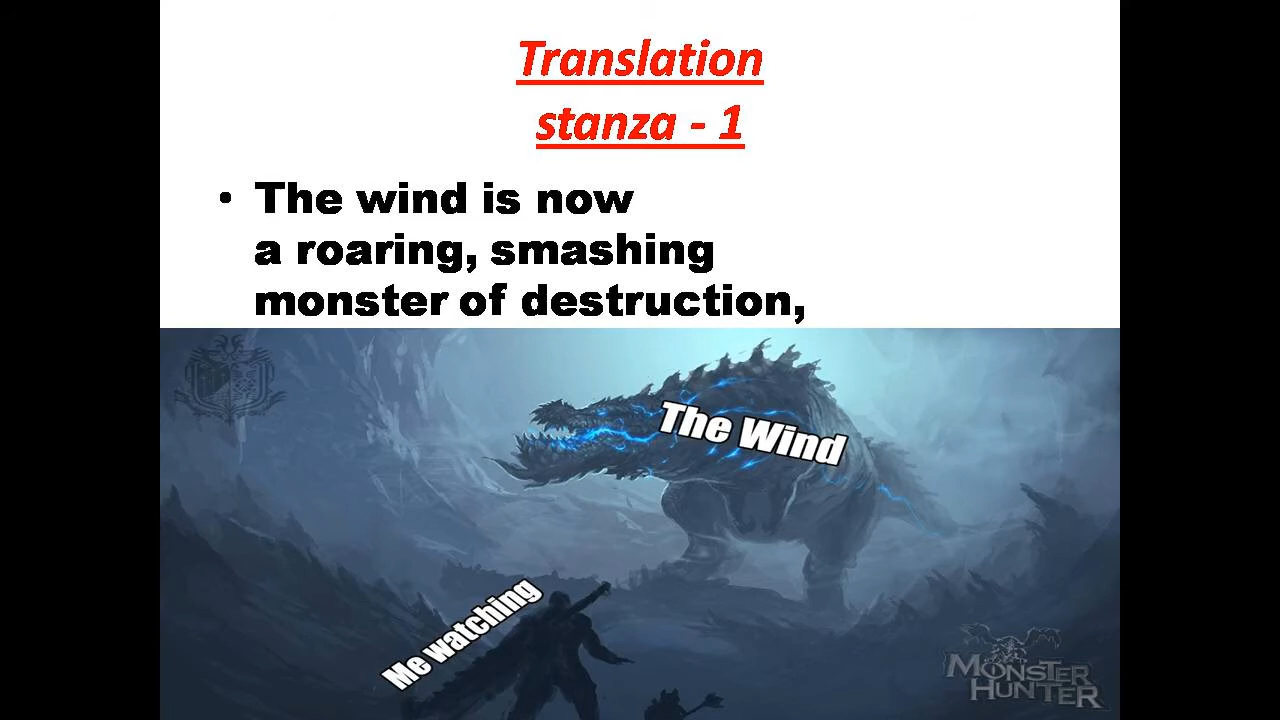 Translation
stanza - 1
• The wind is now
a roaring, smashing
monster of destruction,
The Wind
Me watching
MONSTER
HUNTER